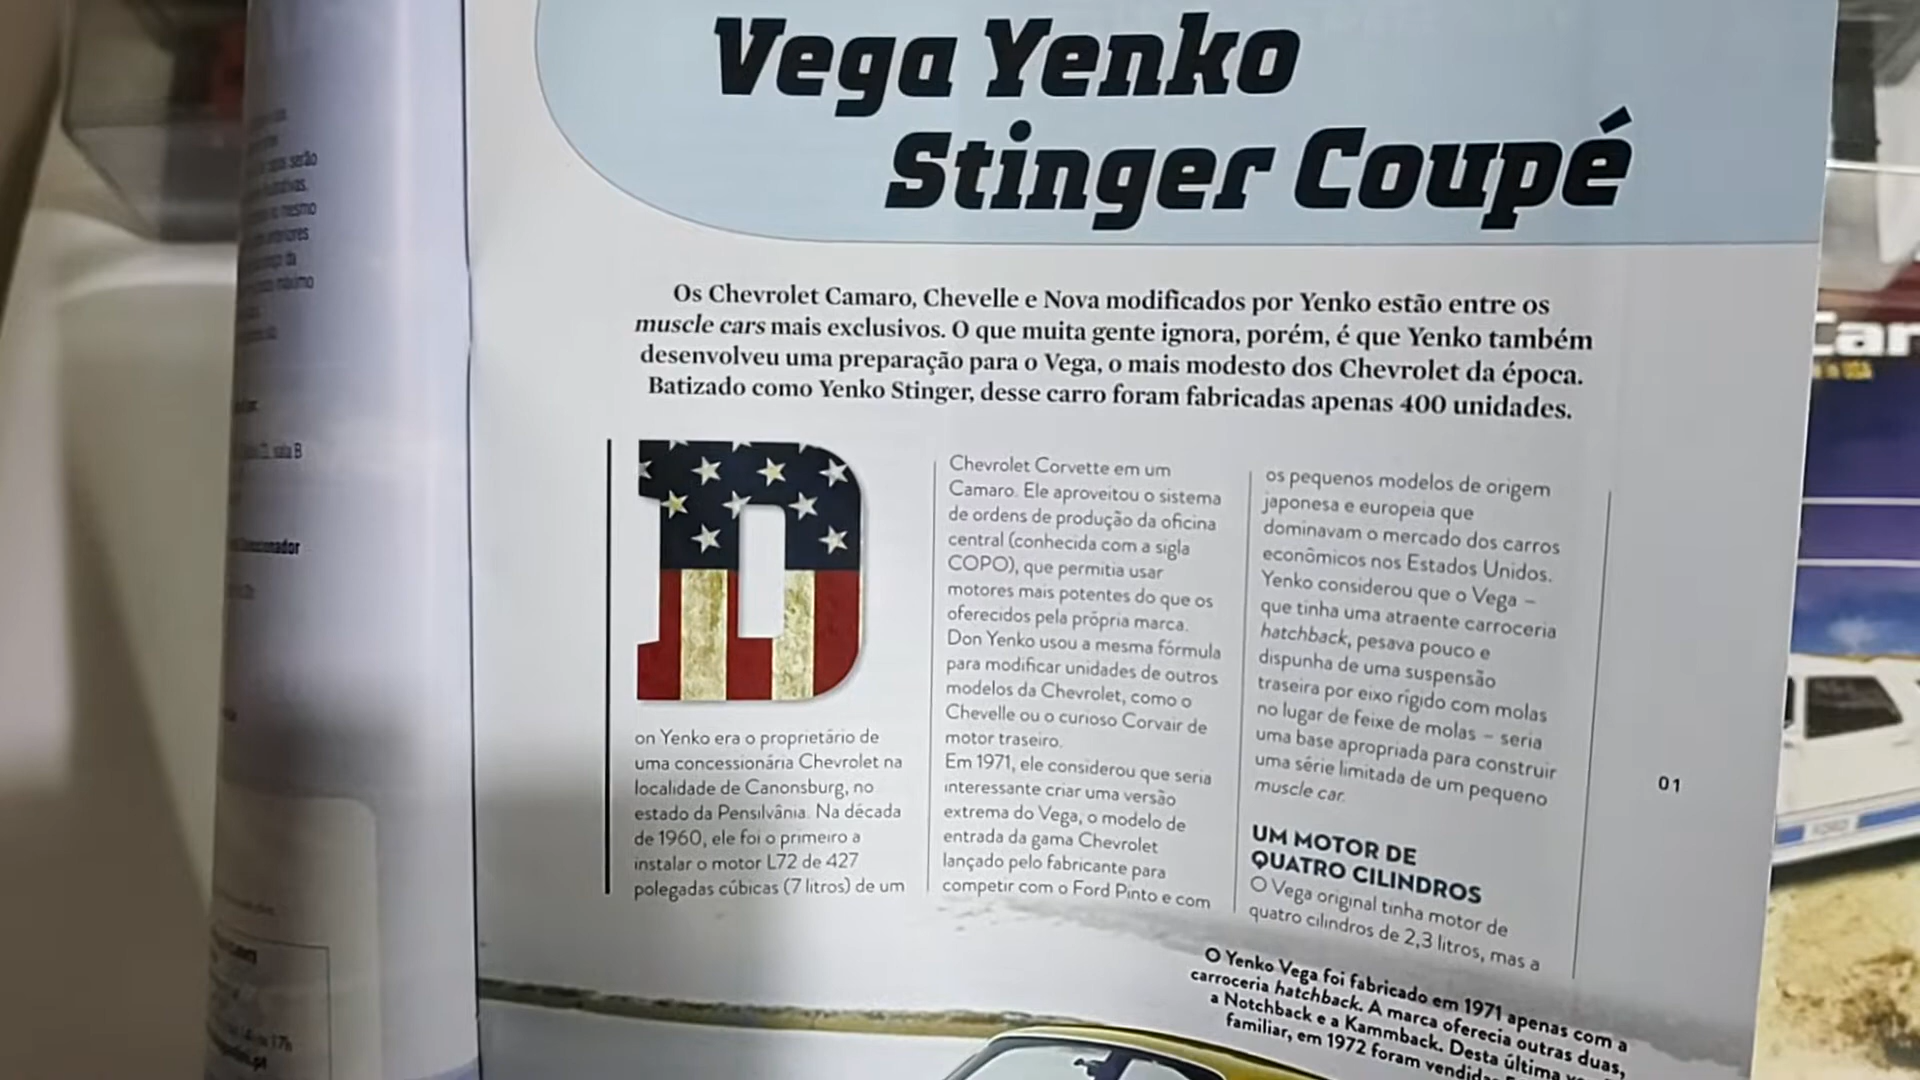 Vega Yenko
Stinger Coupé
Os Chevrolet Camaro, Chevelle e Nova modificados por Yenko estão entre os
muscle cars mais exclusivos. O que muita gente ignora, porém, é que Yenko também
desenvolveu uma preparação para o Vega, o mais modesto dos Chevrolet da época.
Batizado como Yenko Stinger, desse carro foram fabricadas apenas 400 unidades.
D
on Yenko era o proprietário de
uma concessionária Chevrolet na
localidade de Canonsburg, no
estado da Pensilvânia. Na década
de 1960, ele foi o primeiro a
instalar o motor L72 de 427
polegadas cúbicas (7 litros) de um
Chevrolet Corvette em um
Camaro. Ele aproveitou o sistema
de ordens de produção da oficina
central (conhecida com a sigla
COPO), que permitia usar
motores mais potentes do que os
oferecidos pela própria marca.
Don Yenko usou a mesma fórmula
para modificar unidades de outros
modelos da Chevrolet, como o
Chevelle ou o curioso Corvair de
motor traseiro.
Em 1971, ele considerou que seria
interessante criar uma versão
extrema do Vega, o modelo de
entrada da gama Chevrolet
lançado pelo fabricante para
competir com o Ford Pinto e com
os pequenos modelos de origem
japonesa e europeia que
dominavam o mercado dos carros
econômicos nos Estados Unidos.
Yenko considerou que o Vega –
que tinha uma atraente carroceria
hatchback, pesava pouco e
dispunha de uma suspensão
traseira por eixo rígido com molas
no lugar de feixe de molas – seria
uma base apropriada para construir
uma série limitada de um pequeno
muscle car.
UM MOTOR DE
QUATRO CILINDROS
O Vega original tinha motor de
quatro cilindros de 2,3 litros, mas a
O Yenko Vega foi fabricado em 1971 apenas com a
carroceria hatchback. A marca oferecia outras duas,
a Notchback e a Kammback. Desta última
familiar, em 1972 foram
01
serão
mesmo
sala B
Car
FORD